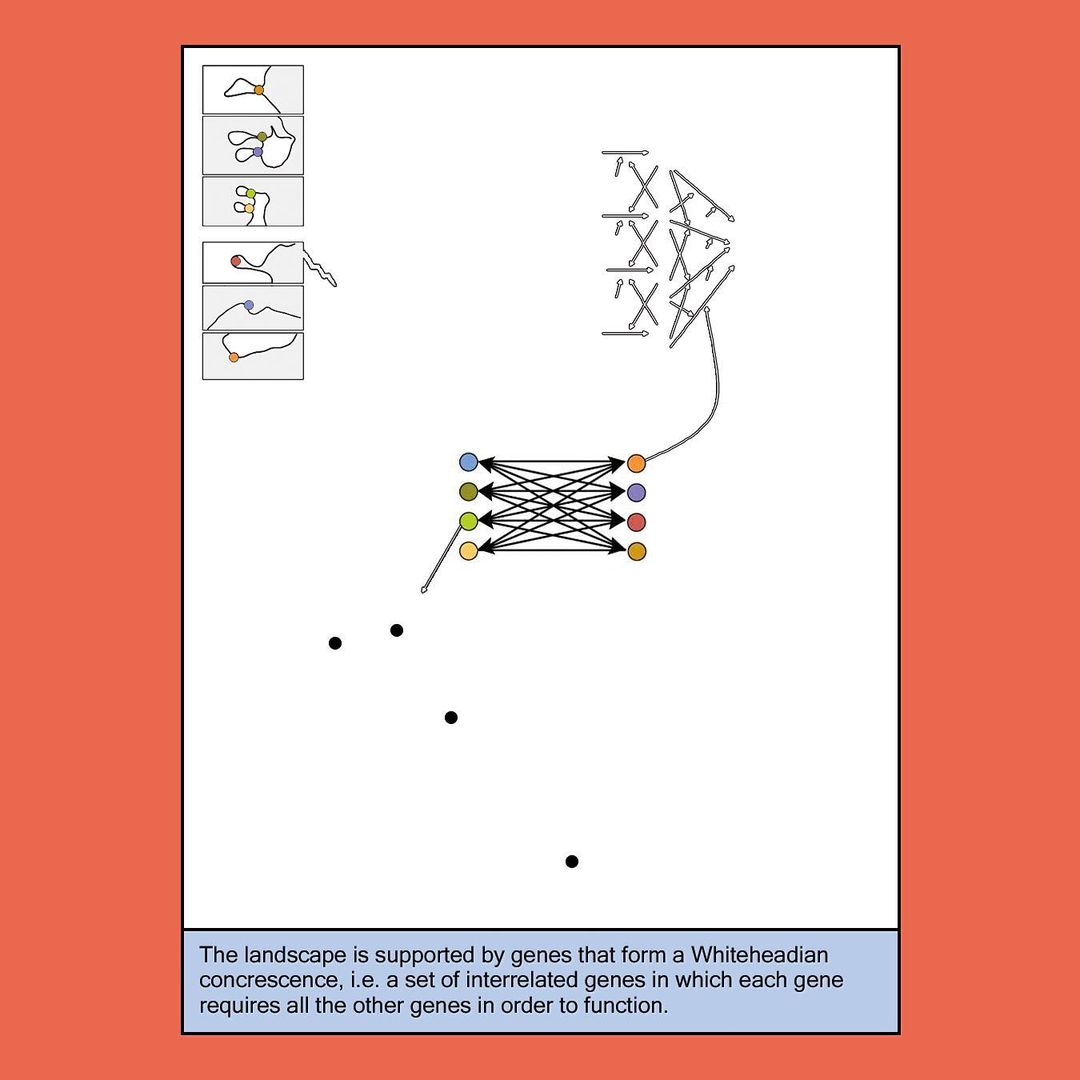 The landscape is supported by genes that form a Whiteheadian
concrescence, i.e. a set of interrelated genes in which each gene
requires all the other genes in order to function.